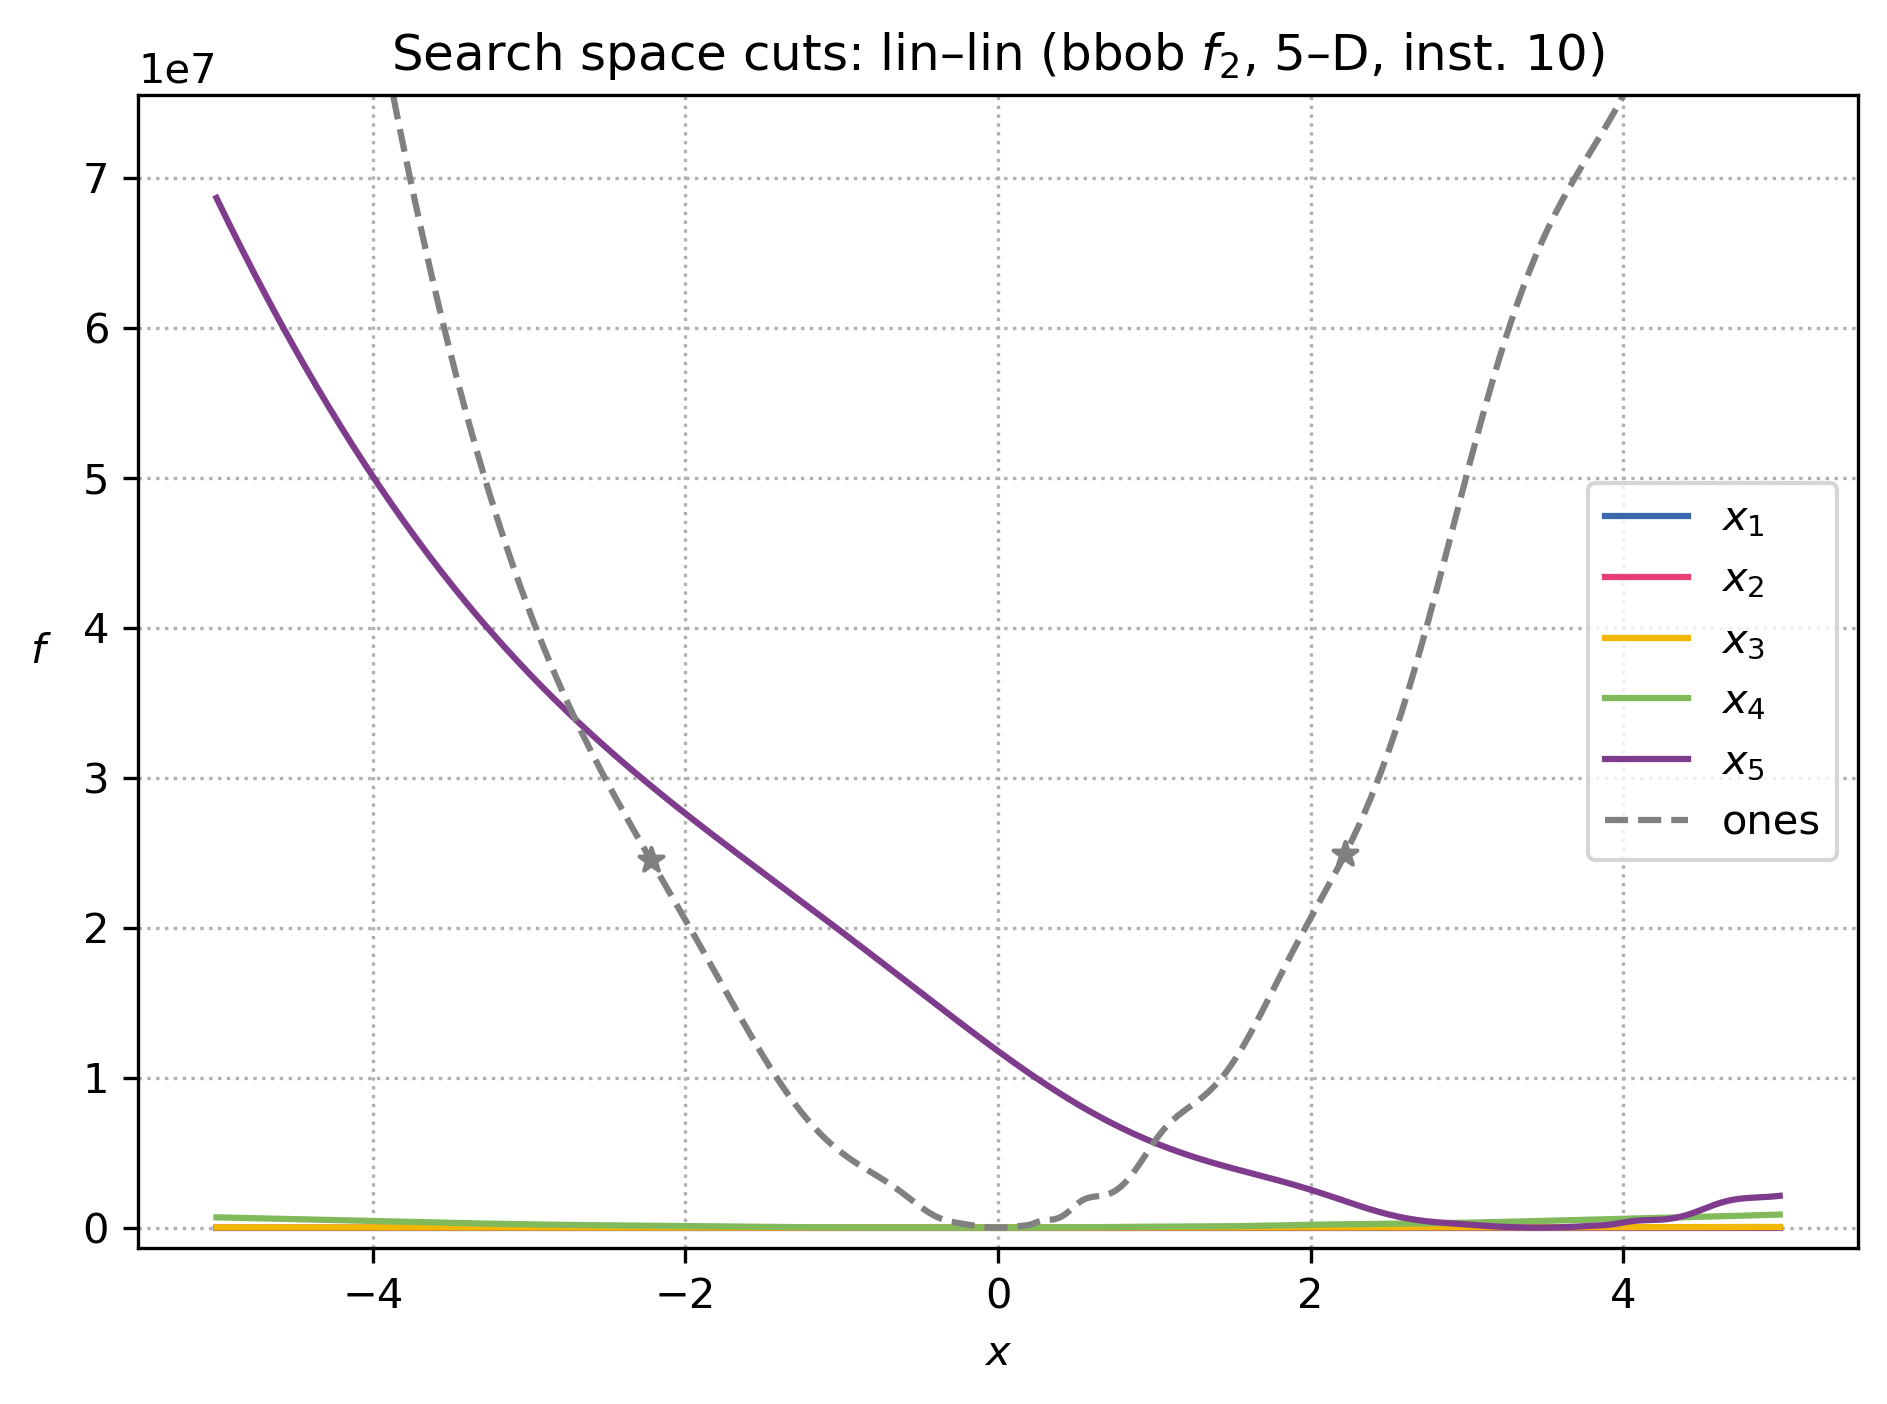 Search space cuts: lin–lin (bbob f₂, 5–D, inst. 10)
1e7
7
6
5
4
3
2
1
0
f
−4
−2
0
2
4
x
x₁
x₂
x₃
x₄
x₅
ones